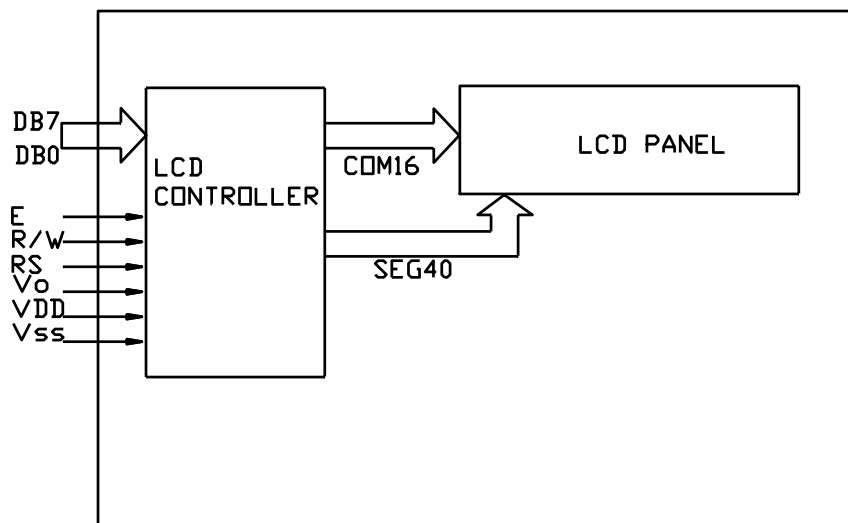 DB7
DB0
E
R/W
RS
Vo
VDD
Vss
LCD
CONTROLLER
COM16
SEG40
LCD PANEL